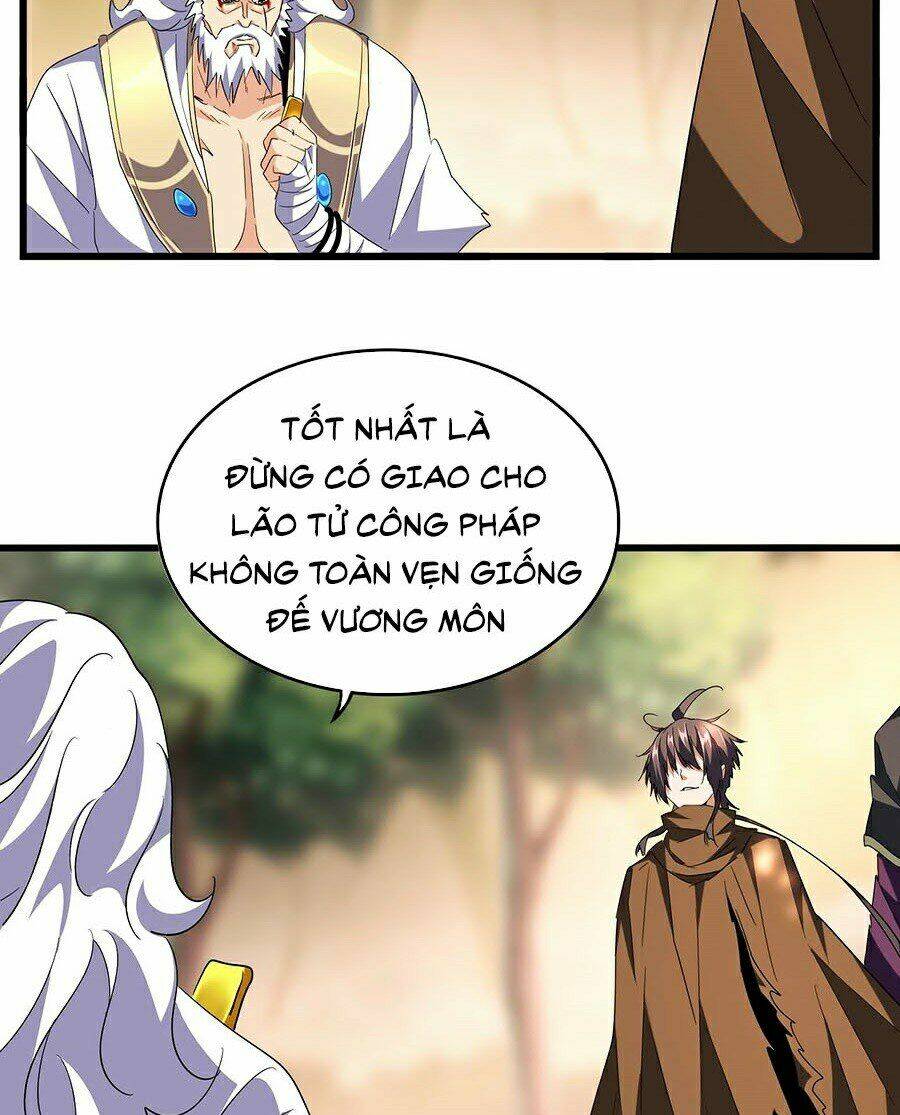 TỐT NHẤT LÀ
ĐỪNG CÓ GIAO CHO
LÃO TỬ CÔNG PHÁP
KHÔNG TOÀN VẸN GIỐNG
ĐẾ VƯƠNG MÔN